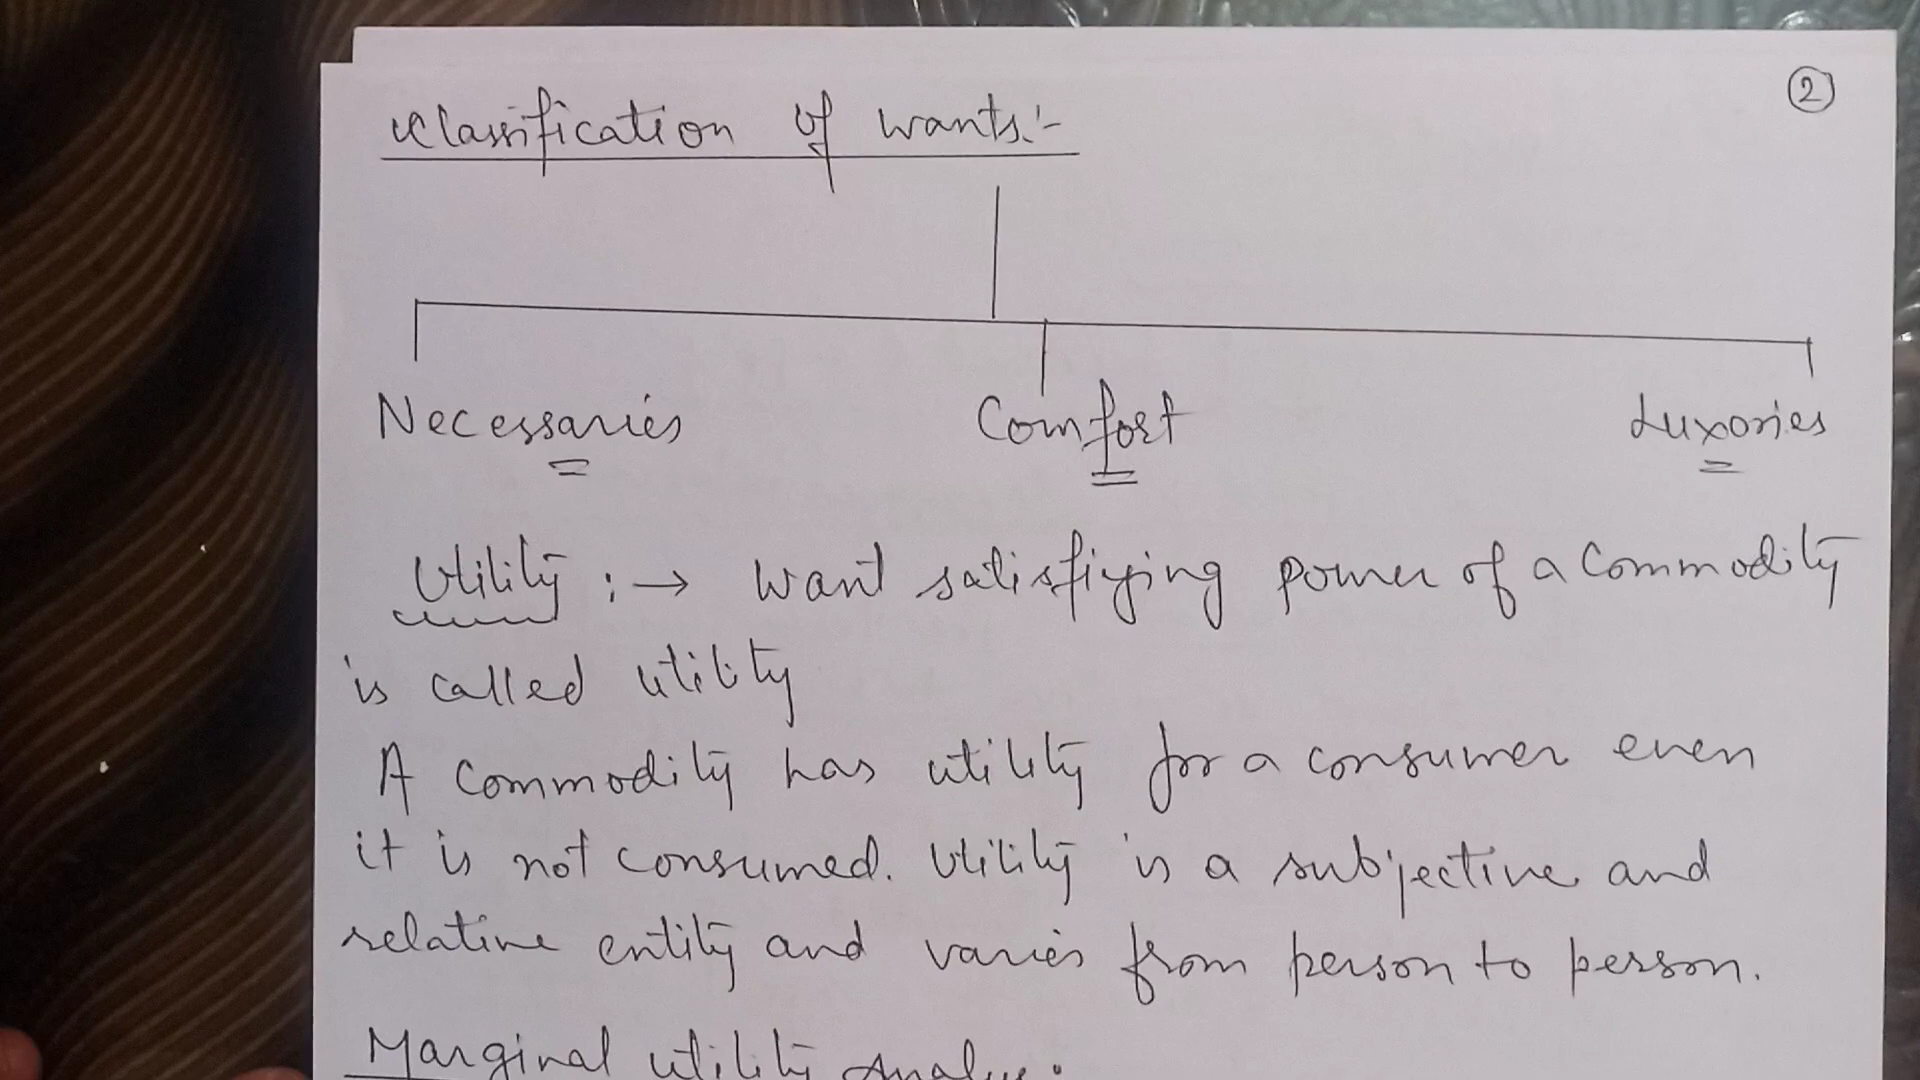 ②
Classification of wants:-
Necessaries Comfort Luxories
Utility :→ Want satisfiying power of a Commodity
is called utility
A Commodity has utility for a consumer even
it is not consumed. Utility is a subjective and
relative entity and varies from person to person.
Marginal utility